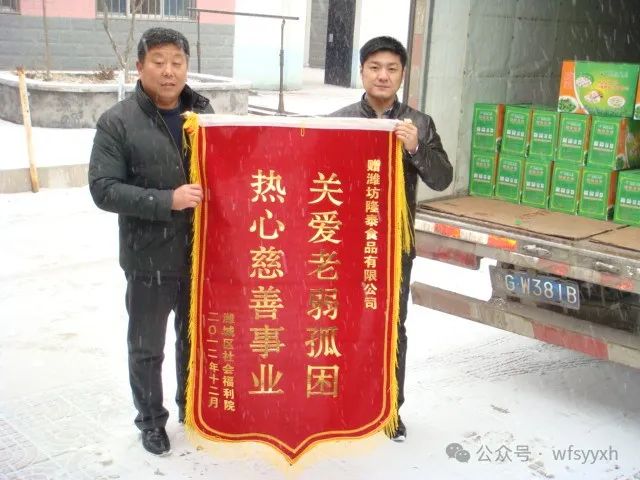 赠潍坊隆泰食品有限公司
关爱老弱孤困
热心慈善事业
潍城区社会福利院
二〇一二年十二月
GW381B
公众号 · wfsyyxh